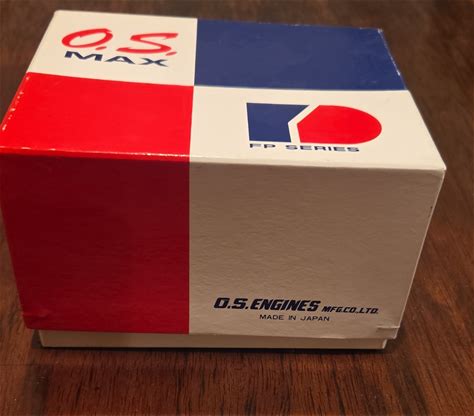 O.S.
MAX
FP SERIES
O.S. ENGINES MFG.CO.,LTD.
MADE IN JAPAN